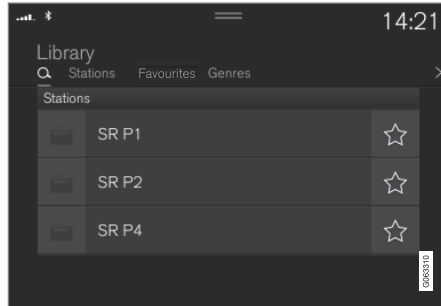 14:21
Library
Stations Favourites Genres
Stations
SR P1
SR P2
SR P4
G063310